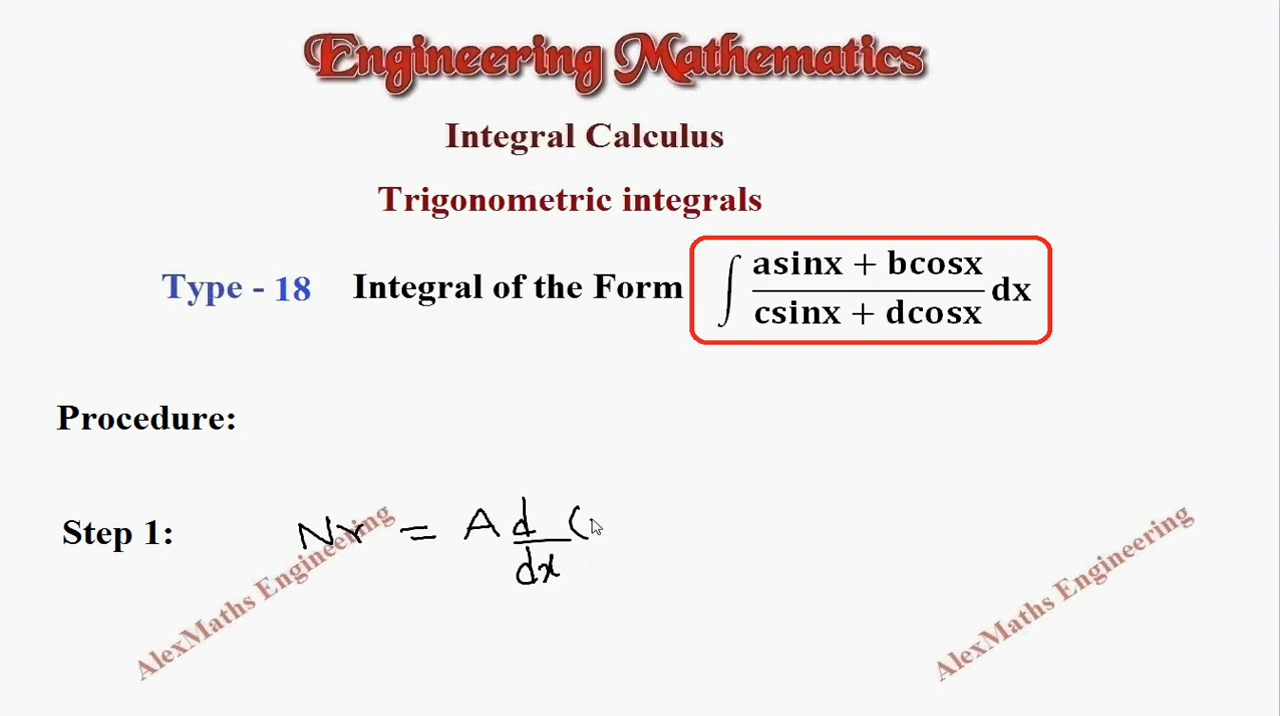 Engineering Mathematics
Integral Calculus
Trigonometric integrals
Type - 18 Integral of the Form ∫ (asinx + bcosx)/(csinx + dcosx) dx
Procedure:
Step 1: Nr = A d/dx (
AlexMaths Engineering
AlexMaths Engineering